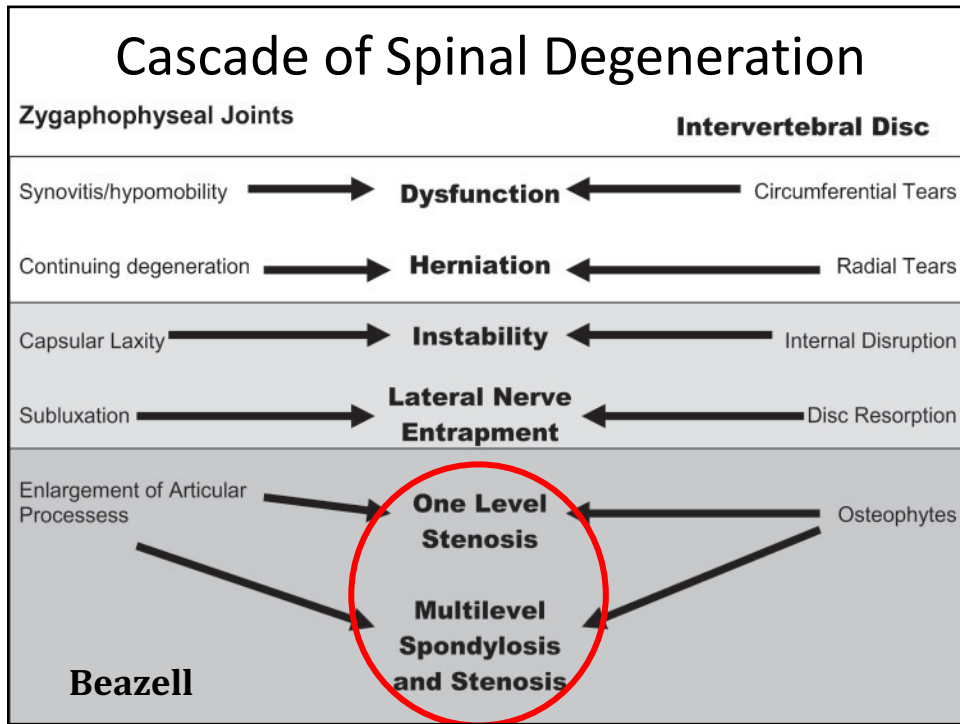 Cascade of Spinal Degeneration
Zygaphophyseal Joints
Intervertebral Disc
Synovitis/hypomobility
Dysfunction
Circumferential Tears
Continuing degeneration
Herniation
Radial Tears
Capsular Laxity
Instability
Internal Disruption
Subluxation
Lateral Nerve
Entrapment
Disc Resorption
Enlargement of Articular
Processess
One Level
Stenosis
Osteophytes
Multilevel
Spondylosis
and Stenosis
Beazell